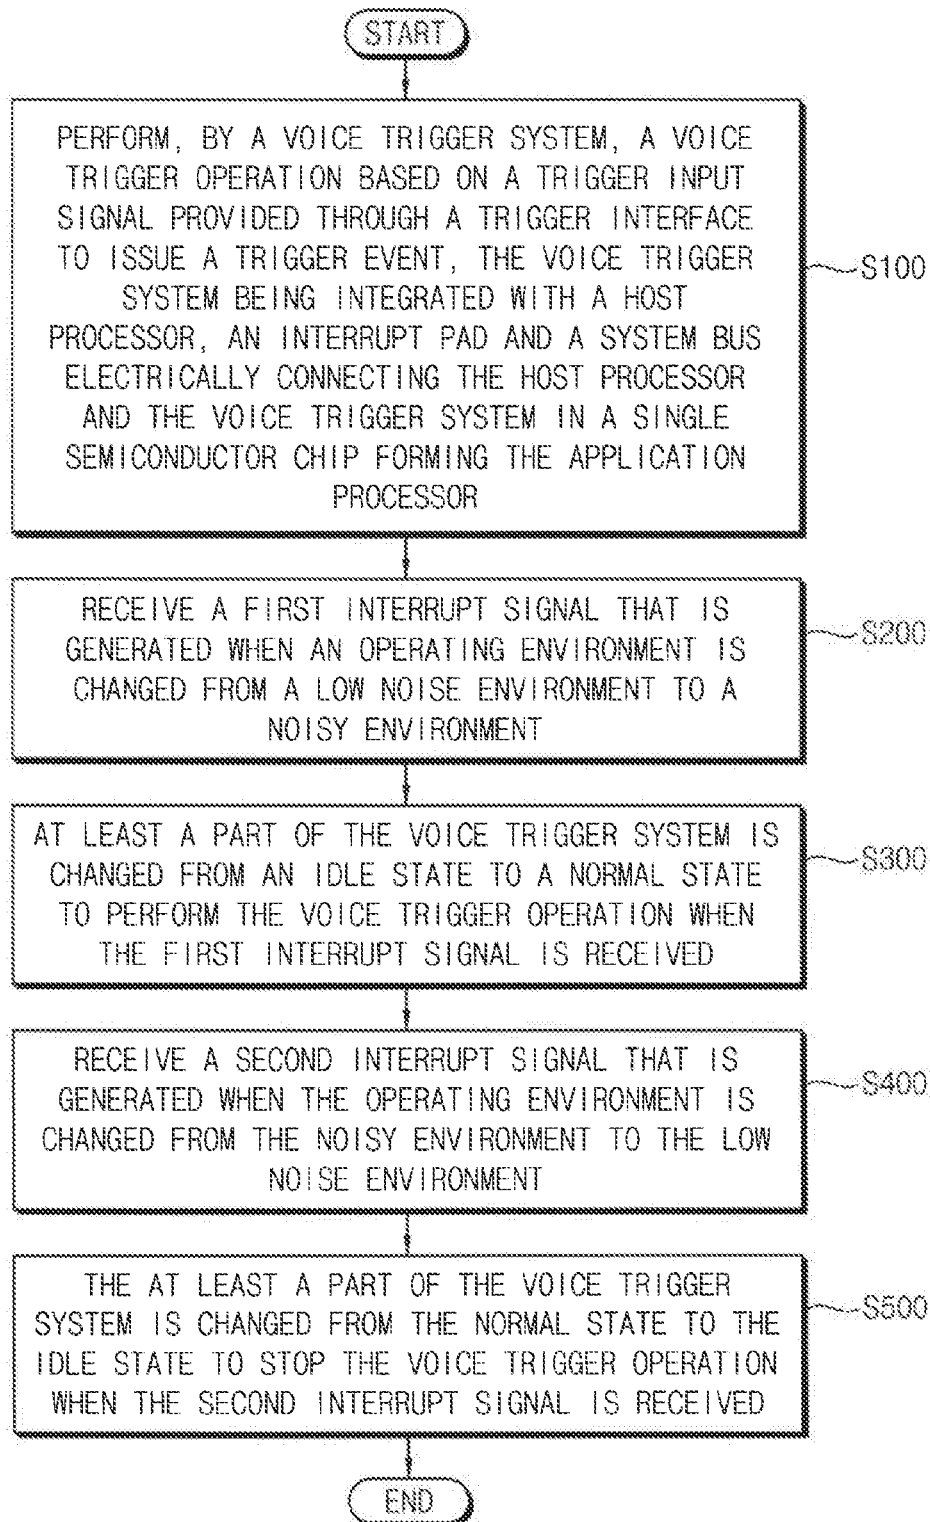 START
PERFORM, BY A VOICE TRIGGER SYSTEM, A VOICE
TRIGGER OPERATION BASED ON A TRIGGER INPUT
SIGNAL PROVIDED THROUGH A TRIGGER INTERFACE
TO ISSUE A TRIGGER EVENT, THE VOICE TRIGGER
SYSTEM BEING INTEGRATED WITH A HOST
PROCESSOR, AN INTERRUPT PAD AND A SYSTEM BUS
ELECTRICALLY CONNECTING THE HOST PROCESSOR
AND THE VOICE TRIGGER SYSTEM IN A SINGLE
SEMICONDUCTOR CHIP FORMING THE APPLICATION
PROCESSOR
S100
RECEIVE A FIRST INTERRUPT SIGNAL THAT IS
GENERATED WHEN AN OPERATING ENVIRONMENT IS
CHANGED FROM A LOW NOISE ENVIRONMENT TO A
NOISY ENVIRONMENT
S200
AT LEAST A PART OF THE VOICE TRIGGER SYSTEM IS
CHANGED FROM AN IDLE STATE TO A NORMAL STATE
TO PERFORM THE VOICE TRIGGER OPERATION WHEN
THE FIRST INTERRUPT SIGNAL IS RECEIVED
S300
RECEIVE A SECOND INTERRUPT SIGNAL THAT IS
GENERATED WHEN THE OPERATING ENVIRONMENT IS
CHANGED FROM THE NOISY ENVIRONMENT TO THE LOW
NOISE ENVIRONMENT
S400
THE AT LEAST A PART OF THE VOICE TRIGGER
SYSTEM IS CHANGED FROM THE NORMAL STATE TO THE
IDLE STATE TO STOP THE VOICE TRIGGER OPERATION
WHEN THE SECOND INTERRUPT SIGNAL IS RECEIVED
S500
END